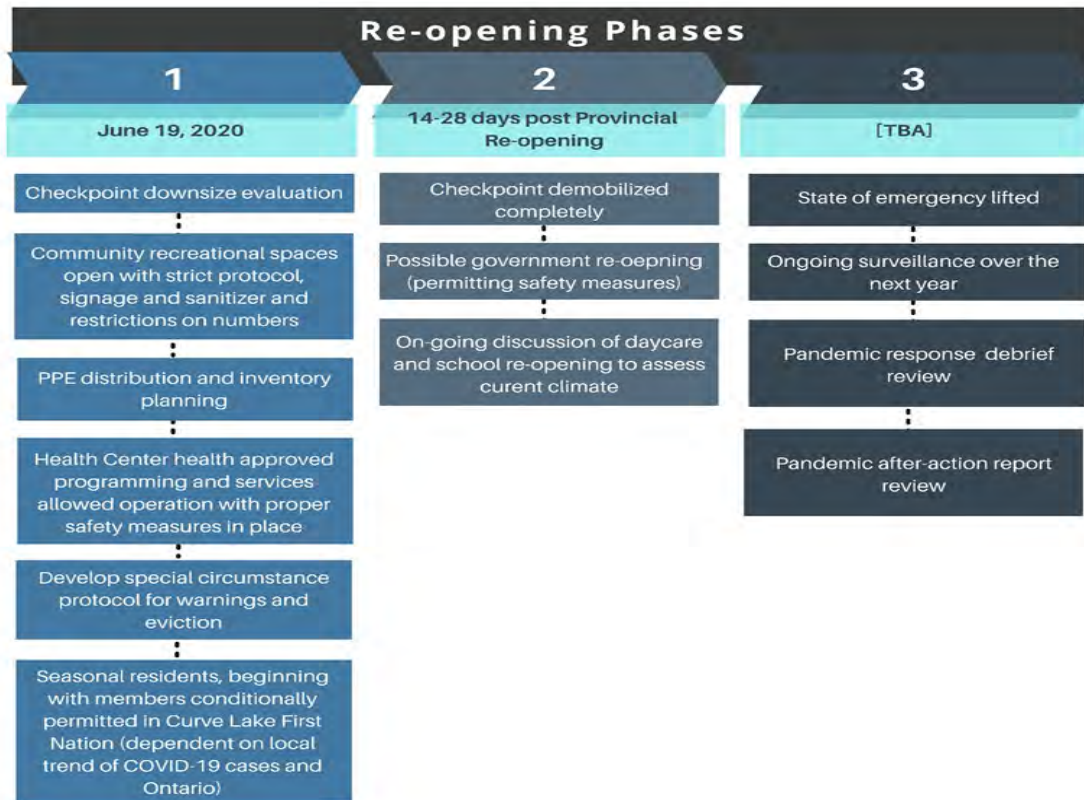 Re-opening Phases
1
June 19, 2020
Checkpoint downsize evaluation
Community recreational spaces
open with strict protocol,
signage and sanitizer and
restrictions on numbers
PPE distribution and inventory
planning
Health Center health approved
programming and services
allowed operation with proper
safety measures in place
Develop special circumstance
protocol for warnings and
eviction
Seasonal residents, beginning
with members conditionally
permitted in Curve Lake First
Nation (dependent on local
trend of COVID-19 cases and
Ontario)
2
14-28 days post Provincial
Re-opening
Checkpoint demobilized
completely
Possible government re-oepning
(permitting safety measures)
On-going discussion of daycare
and school re-opening to assess
curent climate
3
[TBA]
State of emergency lifted
Ongoing surveillance over the
next year
Pandemic response debrief
review
Pandemic after-action report
review